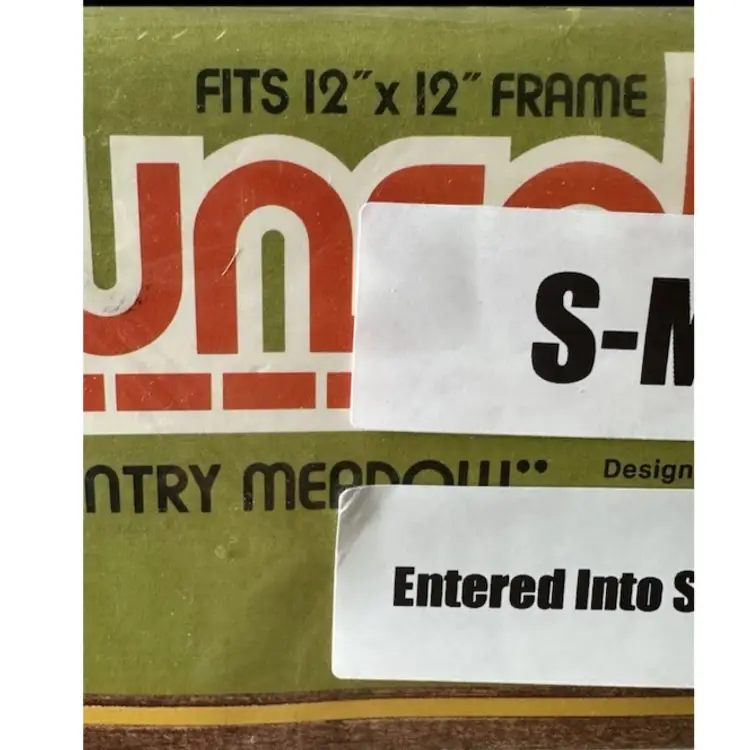 FITS 12" x 12" FRAME
S-M
NTRY MEADOW"
Design
Entered Into S